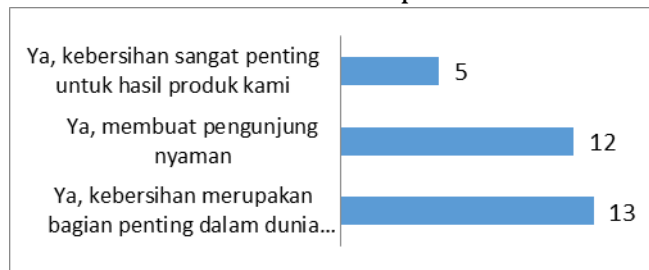 Ya, kebersihan sangat penting
untuk hasil produk kami
5
Ya, membuat pengunjung
nyaman
12
Ya, kebersihan merupakan
bagian penting dalam dunia...
13